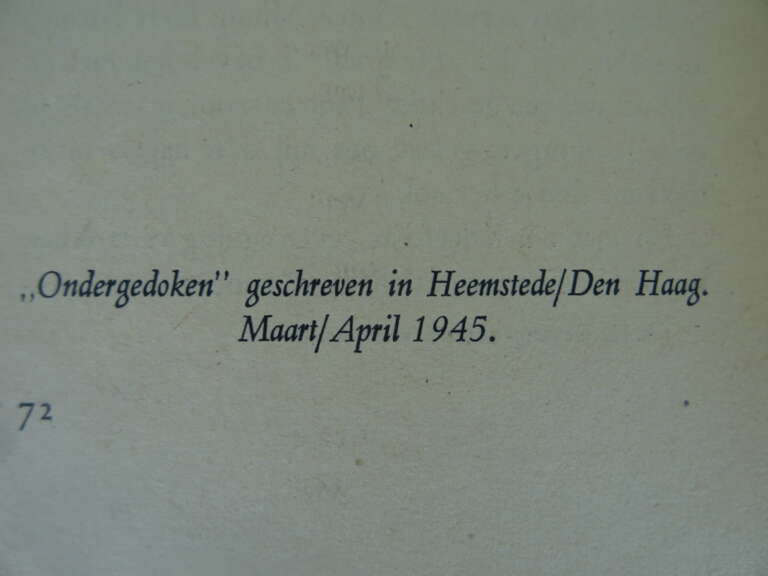 „Ondergedoken" geschreven in Heemstede/Den Haag.
Maart/April 1945.
72